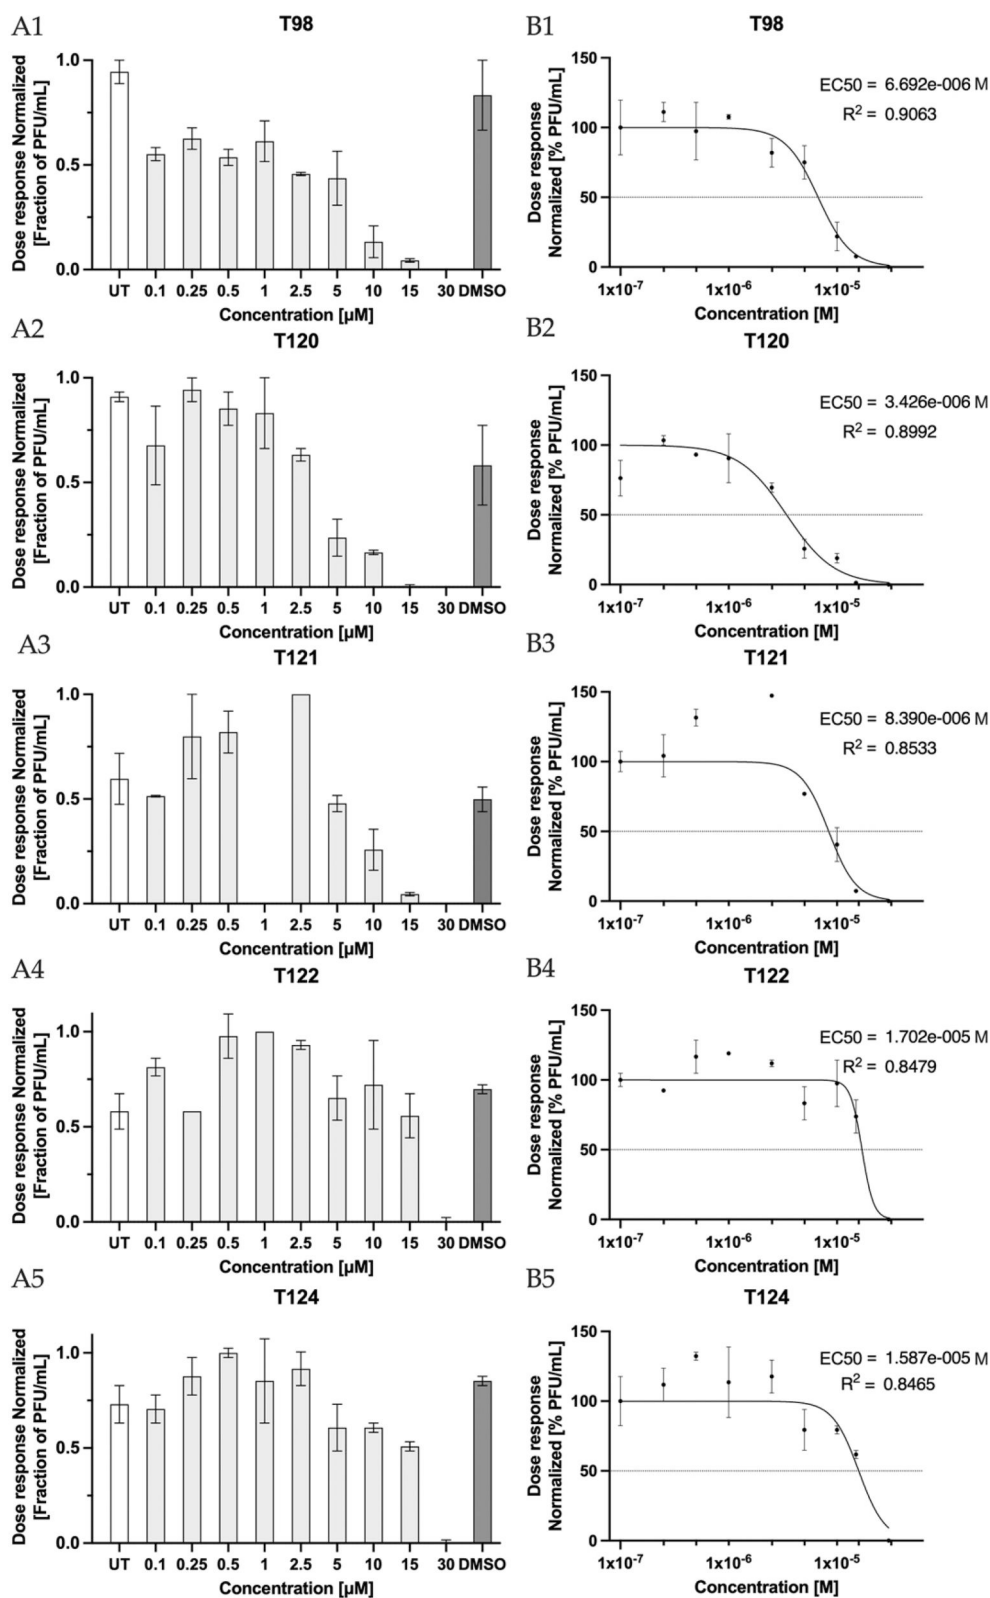 A1
T98
Dose response Normalized
[Fraction of PFU/mL]
1.0
0.5
0.0
UT 0.1 0.25 0.5 1 2.5 5 10 15 30 DMSO
Concentration [µM]
B1
T98
Dose response
Normalized [% PFU/mL]
150
100
50
0
EC50 = 6.692e-006 M
R² = 0.9063
1x10⁻⁷ 1x10⁻⁶ 1x10⁻⁵
Concentration [M]
A2
T120
Dose response Normalized
[Fraction of PFU/mL]
1.0
0.5
0.0
UT 0.1 0.25 0.5 1 2.5 5 10 15 30 DMSO
Concentration [µM]
B2
T120
Dose response
Normalized [% PFU/mL]
150
100
50
0
EC50 = 3.426e-006 M
R² = 0.8992
1x10⁻⁷ 1x10⁻⁶ 1x10⁻⁵
Concentration [M]
A3
T121
Dose response Normalized
[Fraction of PFU/mL]
1.0
0.5
0.0
UT 0.1 0.25 0.5 1 2.5 5 10 15 30 DMSO
Concentration [µM]
B3
T121
Dose response
Normalized [% PFU/mL]
150
100
50
0
EC50 = 8.390e-006 M
R² = 0.8533
1x10⁻⁷ 1x10⁻⁶ 1x10⁻⁵
Concentration [M]
A4
T122
Dose response Normalized
[Fraction of PFU/mL]
1.0
0.5
0.0
UT 0.1 0.25 0.5 1 2.5 5 10 15 30 DMSO
Concentration [µM]
B4
T122
Dose response
Normalized [% PFU/mL]
150
100
50
0
EC50 = 1.702e-005 M
R² = 0.8479
1x10⁻⁷ 1x10⁻⁶ 1x10⁻⁵
Concentration [M]
A5
T124
Dose response Normalized
[Fraction of PFU/mL]
1.0
0.5
0.0
UT 0.1 0.25 0.5 1 2.5 5 10 15 30 DMSO
Concentration [µM]
B5
T124
Dose response
Normalized [% PFU/mL]
150
100
50
0
EC50 = 1.587e-005 M
R² = 0.8465
1x10⁻⁷ 1x10⁻⁶ 1x10⁻⁵
Concentration [M]